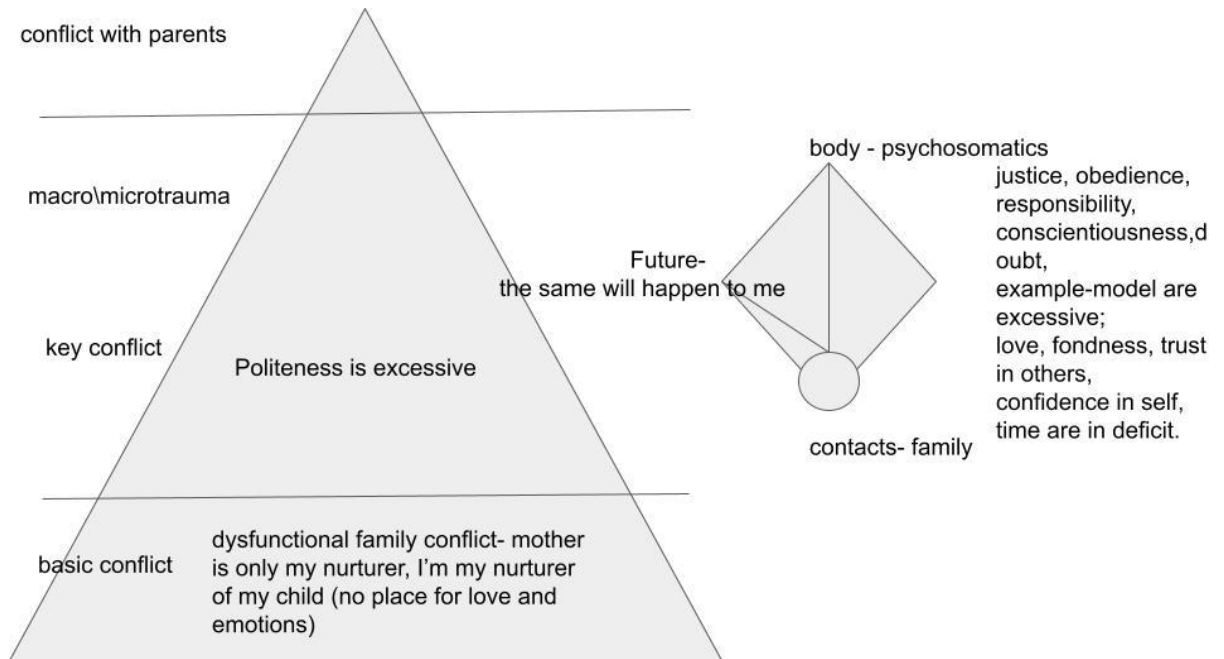 conflict with parents
macro\microtrauma
key conflict
Politeness is excessive
basic conflict
dysfunctional family conflict- mother
is only my nurturer, I'm my nurturer
of my child (no place for love and
emotions)
body - psychosomatics
Future-
the same will happen to me
contacts- family
justice, obedience,
responsibility,
conscientiousness,d
oubt,
example-model are
excessive;
love, fondness, trust
in others,
confidence in self,
time are in deficit.